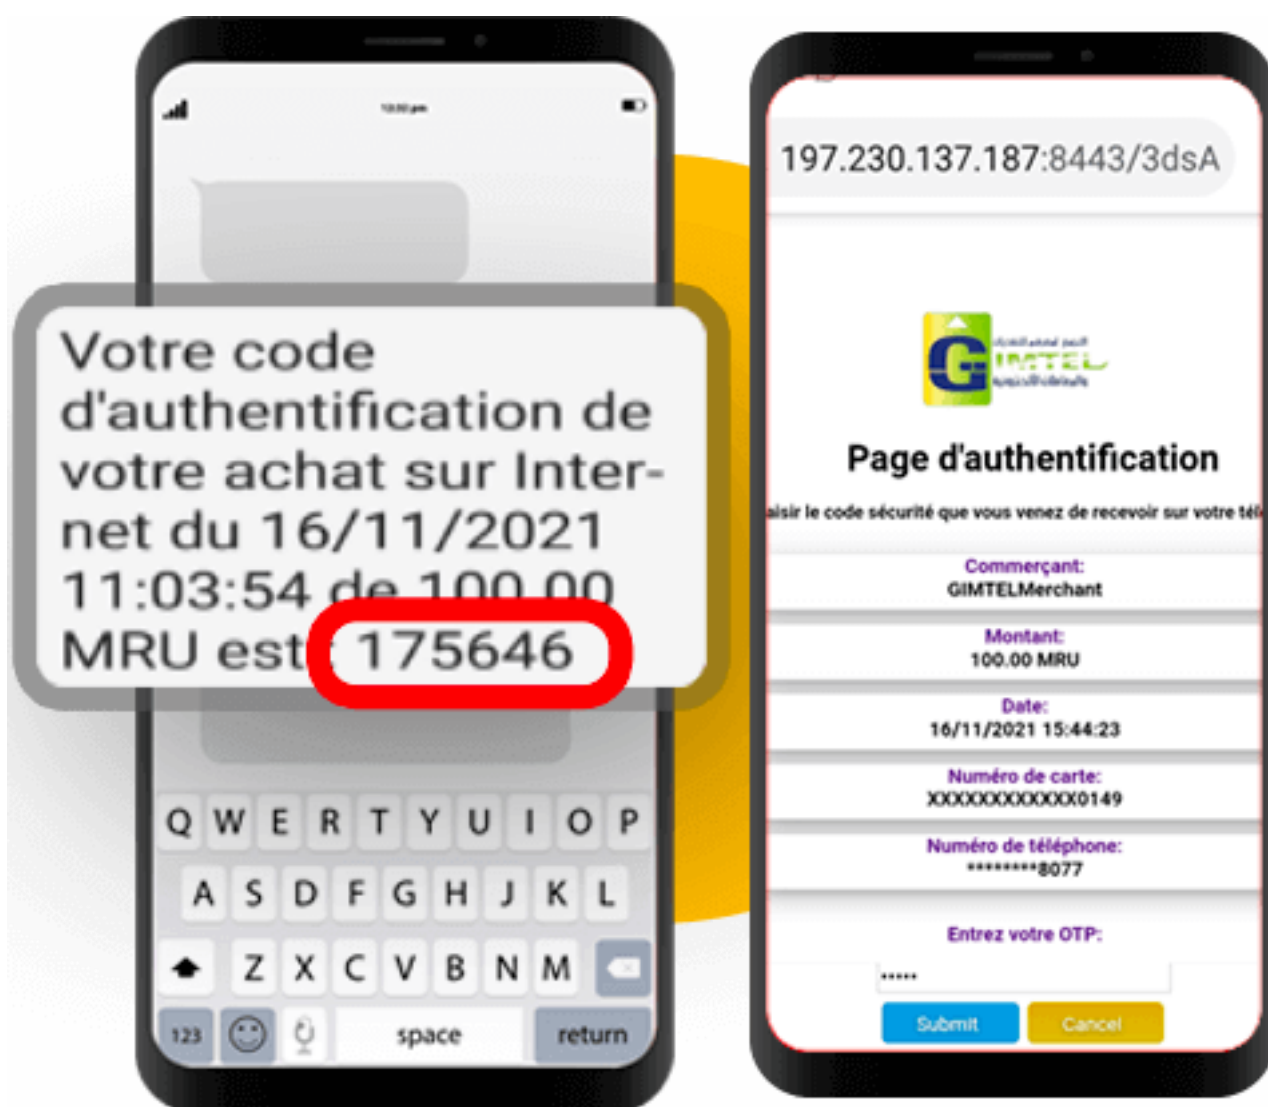 Votre code
d'authentification de
votre achat sur Inter-
net du 16/11/2021
11:03:54 de 100.00
MRU est: 175646
Q W E R T Y U I O P
A S D F G H J K L
Z X C V B N M
123 space return
197.230.137.187:8443/3dsA
GIMTEL
Page d'authentification
aisir le code sécurité que vous venez de recevoir sur votre tél
Commerçant:
GIMTELMerchant
Montant:
100.00 MRU
Date:
16/11/2021 15:44:23
Numéro de carte:
XXXXXXXXXXXX0149
Numéro de téléphone:
********8077
Entrez votre OTP:
•••••
Submit Cancel